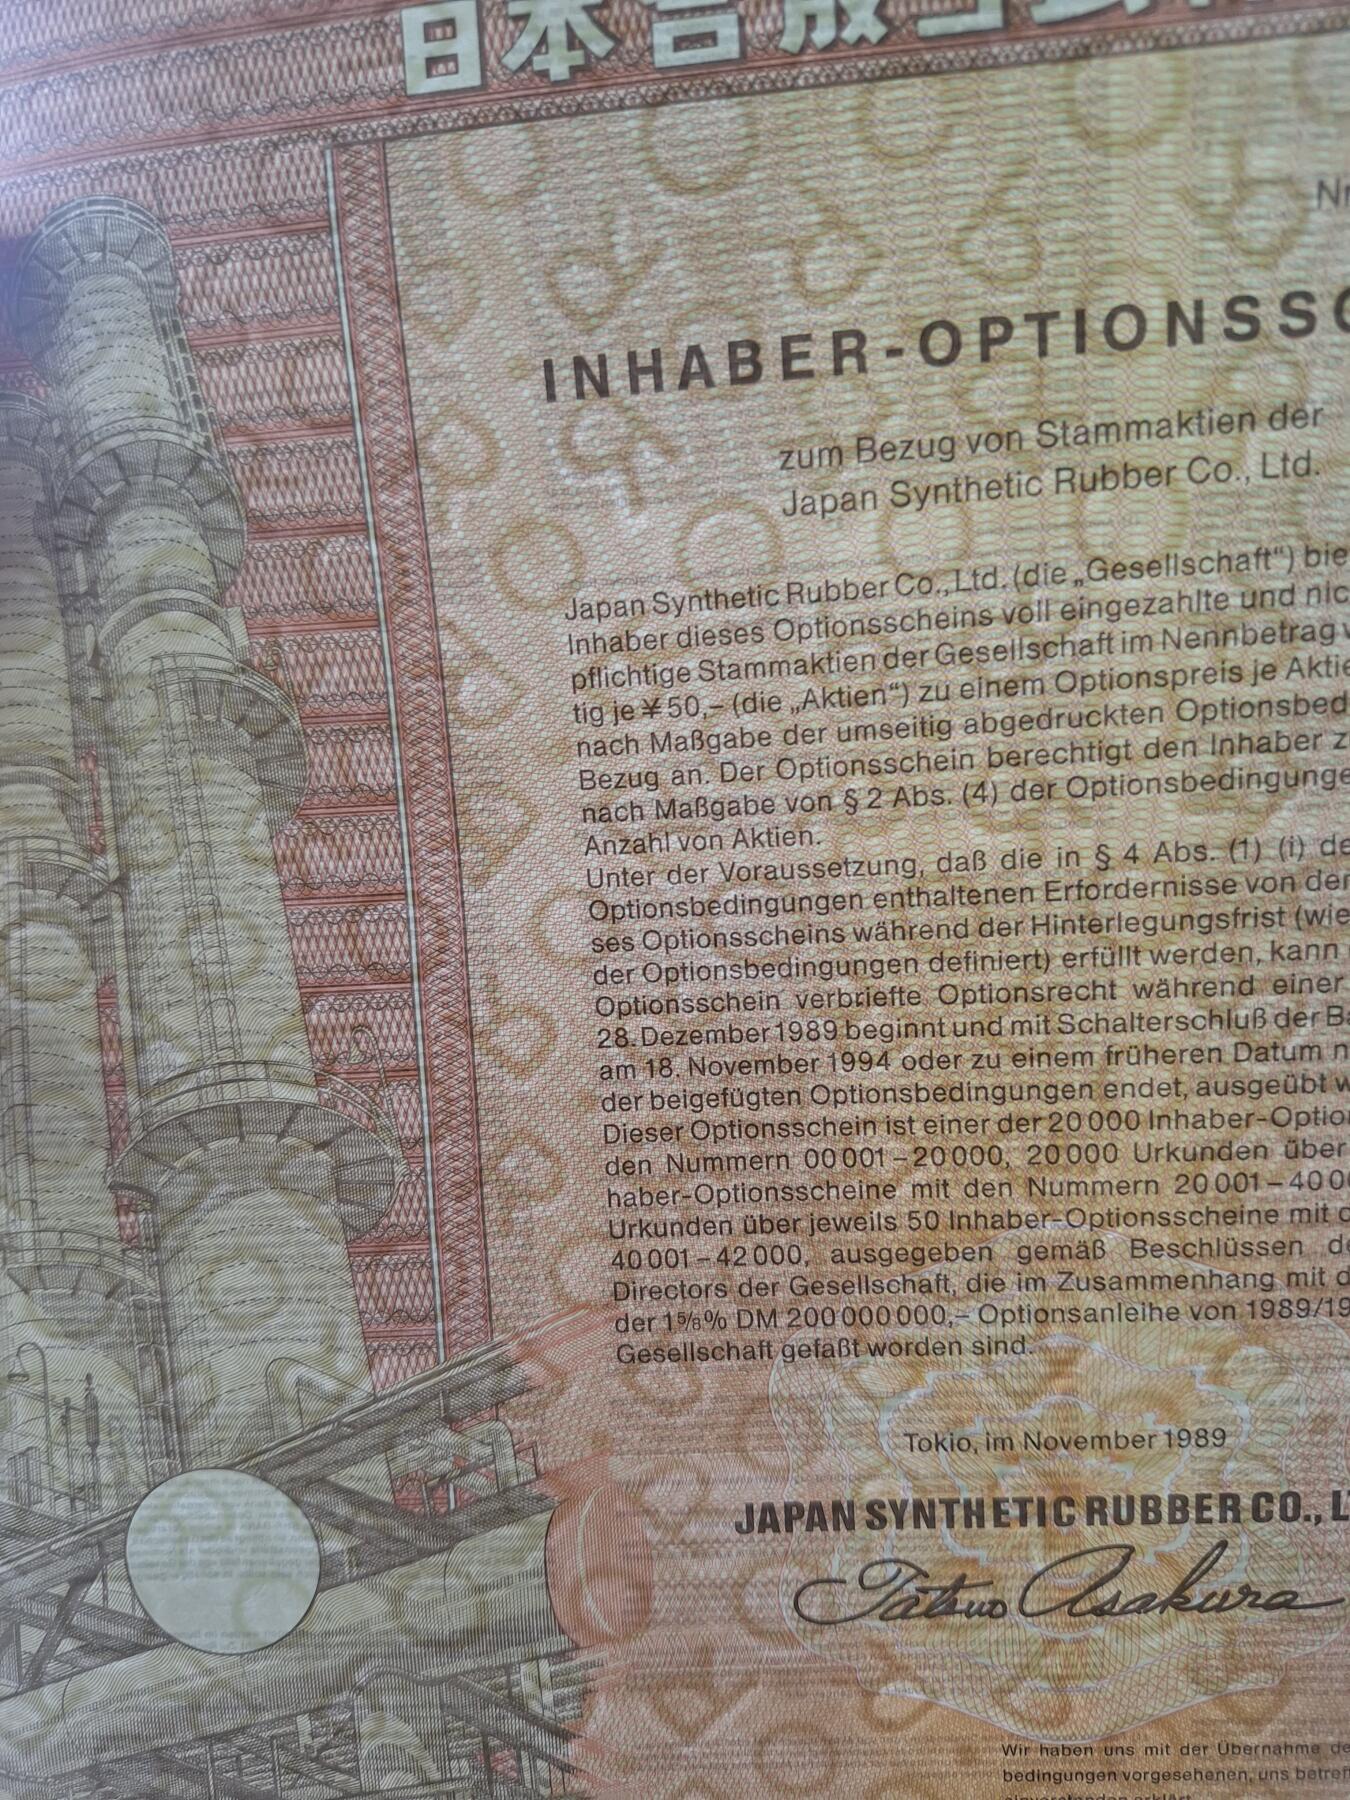 日本合成ゴム
Nr
INHABER-OPTIONSSC
zum Bezug von Stammaktien der
Japan Synthetic Rubber Co., Ltd.
Japan Synthetic Rubber Co., Ltd. (die „Gesellschaft“) bie
Inhaber dieses Optionsscheins voll eingezahlte und nic
pflichtige Stammaktien der Gesellschaft im Nennbetrag v
tig je ¥ 50,– (die „Aktien“) zu einem Optionspreis je Aktie
nach Maßgabe der umseitig abgedruckten Optionsbed
Bezug an. Der Optionsschein berechtigt den Inhaber z
nach Maßgabe von § 2 Abs. (4) der Optionsbedingunge
Anzahl von Aktien.
Unter der Voraussetzung, daß die in § 4 Abs. (1) (i) de
Optionsbedingungen enthaltenen Erfordernisse von der
ses Optionsscheins während der Hinterlegungsfrist (wie
der Optionsbedingungen definiert) erfüllt werden, kann
Optionsschein verbriefte Optionsrecht während einer
28. Dezember 1989 beginnt und mit Schalterschluß der Ba
am 18. November 1994 oder zu einem früheren Datum n
der beigefügten Optionsbedingungen endet, ausgeübt w
Dieser Optionsschein ist einer der 20 000 Inhaber-Option
den Nummern 00 001 – 20 000, 20 000 Urkunden über
haber-Optionsscheine mit den Nummern 20 001 – 40 00
Urkunden über jeweils 50 Inhaber-Optionsscheine mit d
40 001 – 42 000, ausgegeben gemäß Beschlüssen de
Directors der Gesellschaft, die im Zusammenhang mit d
der 1⅝% DM 200 000 000,– Optionsanleihe von 1989/19
Gesellschaft gefaßt worden sind.
Tokio, im November 1989
JAPAN SYNTHETIC RUBBER CO., LT
Tatsuo Asakura
Wir haben uns mit der Übernahme de
bedingungen vorgesehenen, uns betreff
einverstanden erklärt